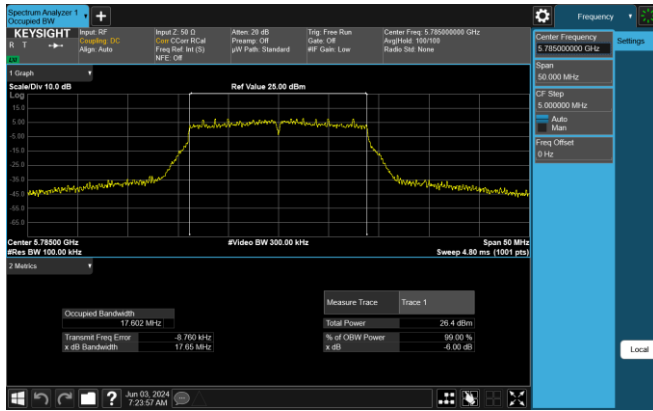 Spectrum Analyzer 1
Occupied BW
Frequency
KEYSIGHT
R T
Input: RF
Coupling: DC
Align: Auto
Input Z: 50 Ω
Corr CCorr RCal
Freq Ref: Int (S)
NFE: Off
Atten: 20 dB
Preamp: Off
µW Path: Standard
Trig: Free Run
Gate: Off
#IF Gain: Low
Center Freq: 5.785000000 GHz
Avg|Hold: 100/100
Radio Std: None
Center Frequency
5.785000000 GHz
Settings
Span
50.000 MHz
CF Step
5.000000 MHz
Auto
Man
Freq Offset
0 Hz
1 Graph
Scale/Div 10.0 dB
Ref Value 25.00 dBm
Log
15.0
5.00
-5.00
-15.0
-25.0
-35.0
-45.0
-55.0
-65.0
Center 5.78500 GHz
#Video BW 300.00 kHz
Span 50 MHz
#Res BW 100.00 kHz
Sweep 4.80 ms (1001 pts)
2 Metrics
Measure Trace
Trace 1
Occupied Bandwidth
17.602 MHz
Total Power
26.4 dBm
Transmit Freq Error
-8.760 kHz
% of OBW Power
99.00 %
x dB Bandwidth
17.65 MHz
x dB
-6.00 dB
Local
Jun 03, 2024
7:23:57 AM